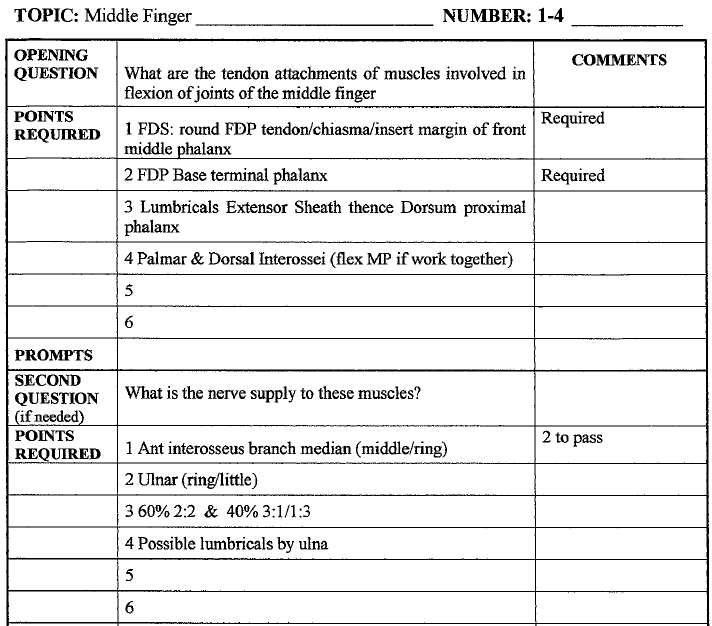 TOPIC: Middle Finger NUMBER: 1-4
OPENING QUESTION
What are the tendon attachments of muscles involved in
flexion of joints of the middle finger
COMMENTS
POINTS REQUIRED
1 FDS: round FDP tendon/chiasma/insert margin of front
middle phalanx
Required
2 FDP Base terminal phalanx
Required
3 Lumbricals Extensor Sheath thence Dorsum proximal
phalanx
4 Palmar & Dorsal Interossei (flex MP if work together)
5
6
PROMPTS
SECOND
QUESTION
(if needed)
What is the nerve supply to these muscles?
POINTS
REQUIRED
1 Ant interosseus branch median (middle/ring)
2 to pass
2 Ulnar (ring/little)
3 60% 2:2 & 40% 3:1/1:3
4 Possible lumbricals by ulna
5
6